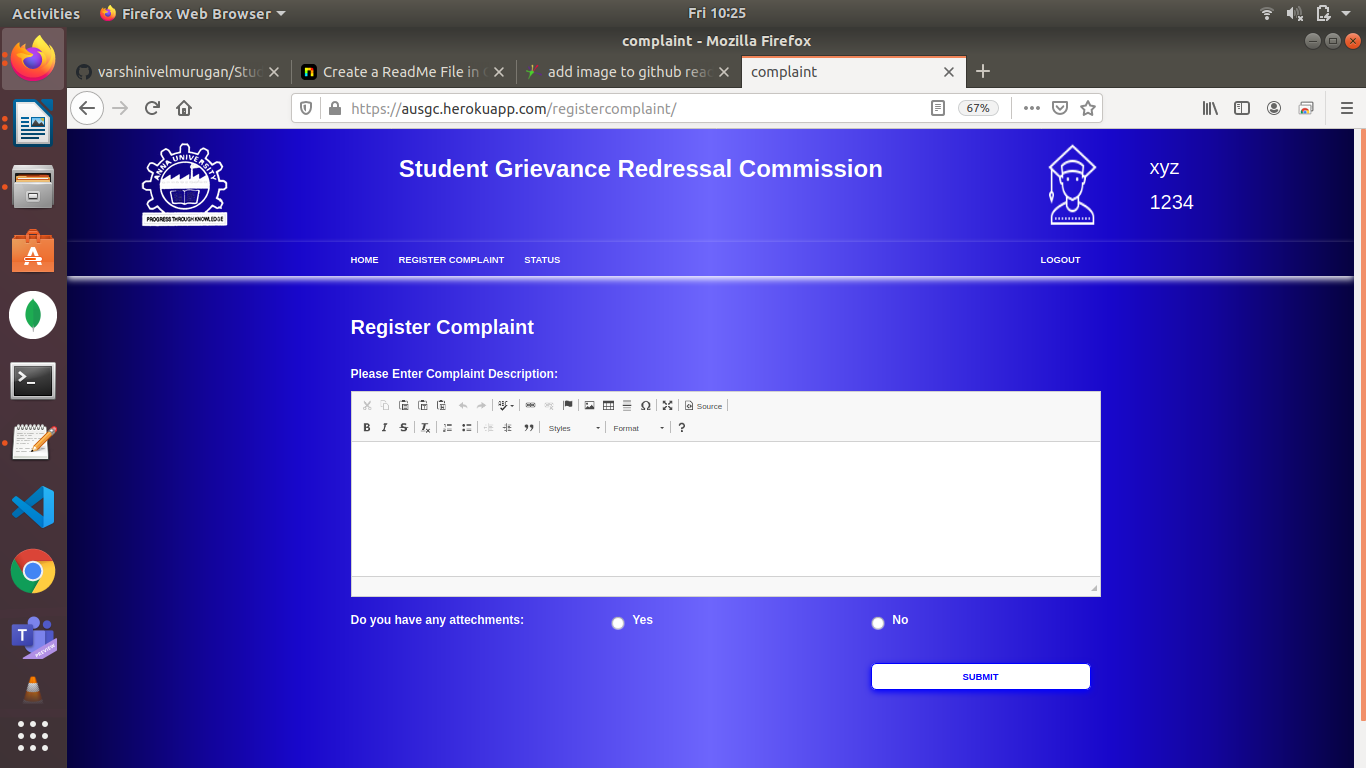 Activities Firefox Web Browser Fri 10:25
complaint - Mozilla Firefox
varshinivelmurugan/Stud Create a ReadMe File in add image to github read complaint
https://ausgc.herokuapp.com/registercomplaint/ 67%
ANNA UNIVERSITY
PROGRESS THROUGH KNOWLEDGE
Student Grievance Redressal Commission
xyz
1234
HOME REGISTER COMPLAINT STATUS LOGOUT
Register Complaint
Please Enter Complaint Description:
Source
Styles Format ?
Do you have any attechments: Yes No
SUBMIT
PREVIEW